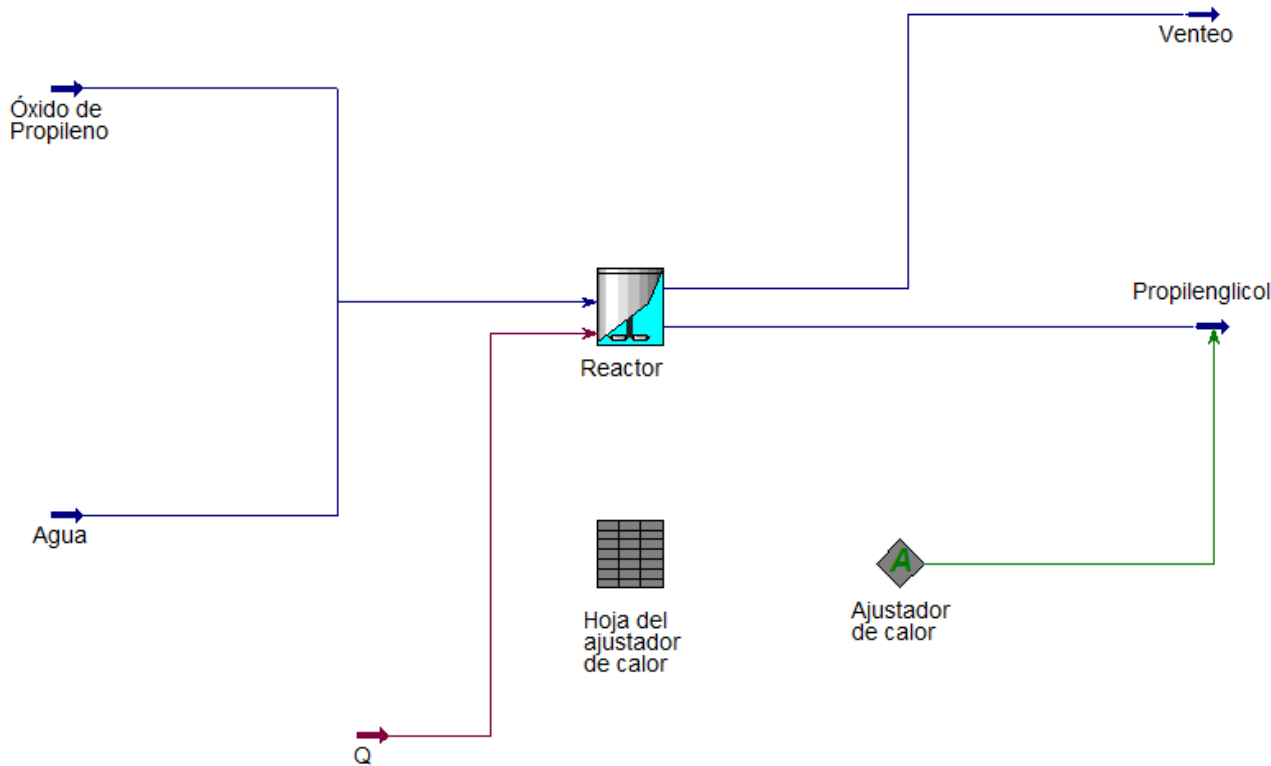 Venteo
Óxido de
Propileno
Propilenglicol
Reactor
Agua
A
Hoja del
ajustador
de calor
Ajustador
de calor
Q